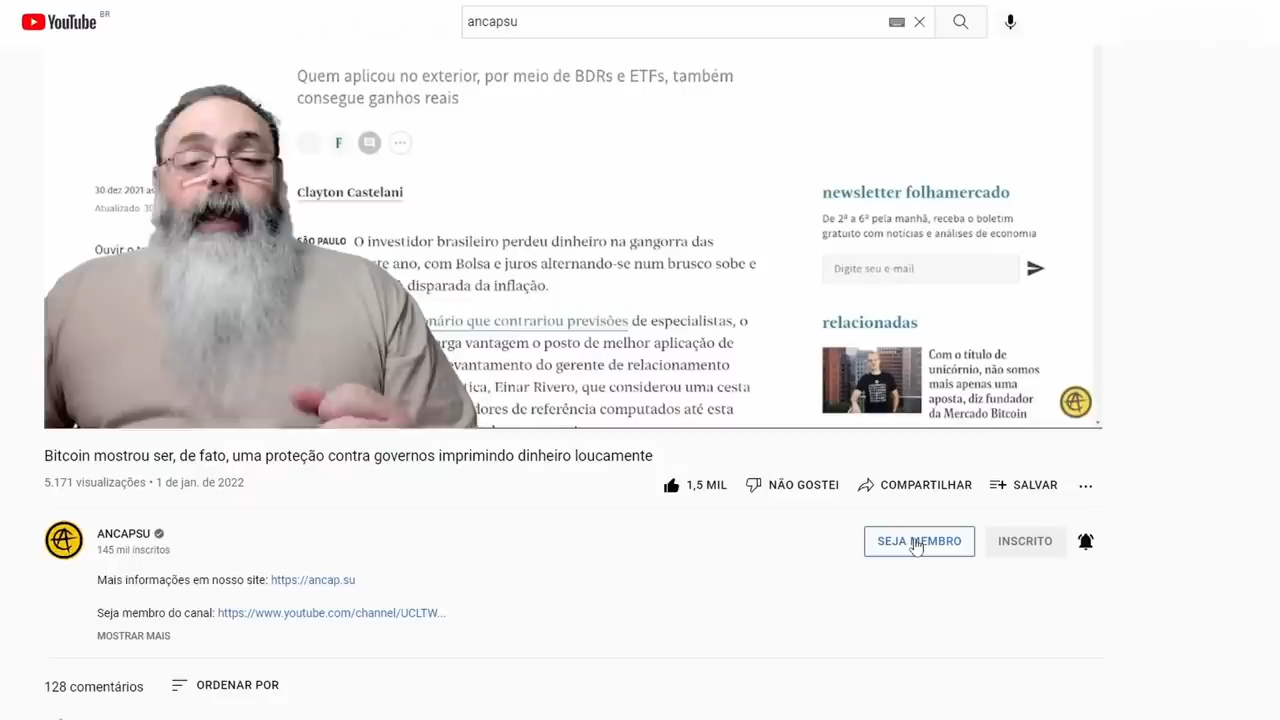 YouTube BR
ancapsu
Quem aplicou no exterior, por meio de BDRs e ETFs, também
consegue ganhos reais
F
30 dez 2021
Atualizado 30
Clayton Castelani
Ouvir o
SÃO PAULO O investidor brasileiro perdeu dinheiro na gangorra das
ano, com Bolsa e juros alternando-se num brusco sobe e
disparada da inflação.
que contrariou previsões de especialistas, o
vantagem o posto de melhor aplicação de
do gerente de relacionamento
Einar Rivero, que considerou uma cesta
de referência computados até esta
newsletter folhamercado
De 2ª a 6ª pela manhã, receba o boletim
gratuito com notícias e análises de economia
Digite seu e-mail
relacionadas
Com o título de
unicórnio, não somos
mais apenas uma
aposta, diz fundador
da Mercado Bitcoin
Bitcoin mostrou ser, de fato, uma proteção contra governos imprimindo dinheiro loucamente
5.171 visualizações • 1 de jan. de 2022
1,5 MIL NÃO GOSTEI COMPARTILHAR SALVAR
ANCAPSU
145 mil inscritos
SEJA MEMBRO INSCRITO
Mais informações em nosso site: https://ancap.su
Seja membro do canal: https://www.youtube.com/channel/UCLTW...
MOSTRAR MAIS
128 comentários ORDENAR POR